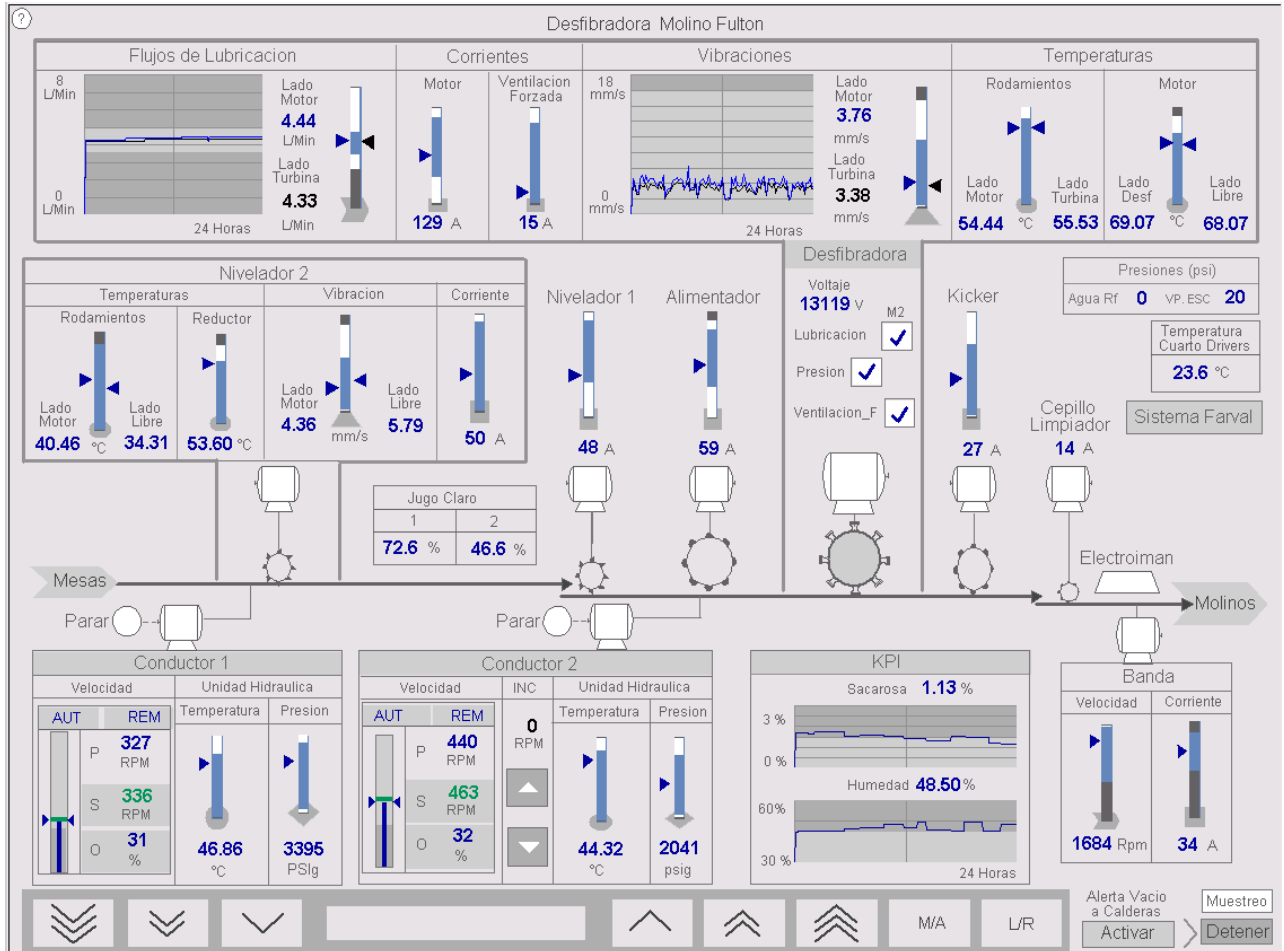 ?
Desfibradora Molino Fulton
Flujos de Lubricacion
8
L/Min
0
L/Min
24 Horas
Lado
Motor
4.44
L/Min
Lado
Turbina
4.33
L/Min
Corrientes
Motor
129 A
Ventilacion
Forzada
15 A
Vibraciones
18
mm/s
0
mm/s
24 Horas
Lado
Motor
3.76
mm/s
Lado
Turbina
3.38
mm/s
Temperaturas
Rodamientos
Lado
Motor
54.44 °C
Lado
Turbina
55.53
Motor
Lado
Desf
69.07 °C
Lado
Libre
68.07
Nivelador 2
Temperaturas
Rodamientos
Lado
Motor
40.46 °C
Lado
Libre
34.31
Reductor
53.60 °C
Vibracion
Lado
Motor
4.36
mm/s
Lado
Libre
5.79
Corriente
50 A
Nivelador 1
48 A
Alimentador
59 A
Desfibradora
Voltaje
13119 V
M2
Lubricacion
Presion
Ventilacion_F
Kicker
27 A
Presiones (psi)
Agua Rf 0 VP. ESC 20
Temperatura
Cuarto Drivers
23.6 °C
Sistema Farval
Cepillo
Limpiador
14 A
Jugo Claro
1 2
72.6 % 46.6 %
Mesas
Electroiman
Molinos
Parar
Parar
Conductor 1
Velocidad
AUT REM
P 327
RPM
S 336
RPM
O 31
%
Unidad Hidraulica
Temperatura
46.86
°C
Presion
3395
PSIg
Conductor 2
Velocidad
AUT REM
P 440
RPM
S 463
RPM
O 32
%
INC
0
RPM
Unidad Hidraulica
Temperatura
44.32
°C
Presion
2041
psig
KPI
Sacarosa 1.13 %
3 %
0 %
Humedad 48.50 %
60%
30 %
24 Horas
Banda
Velocidad
1684 Rpm
Corriente
34 A
M/A
L/R
Alerta Vacio
a Calderas
Activar
Muestreo
Detener